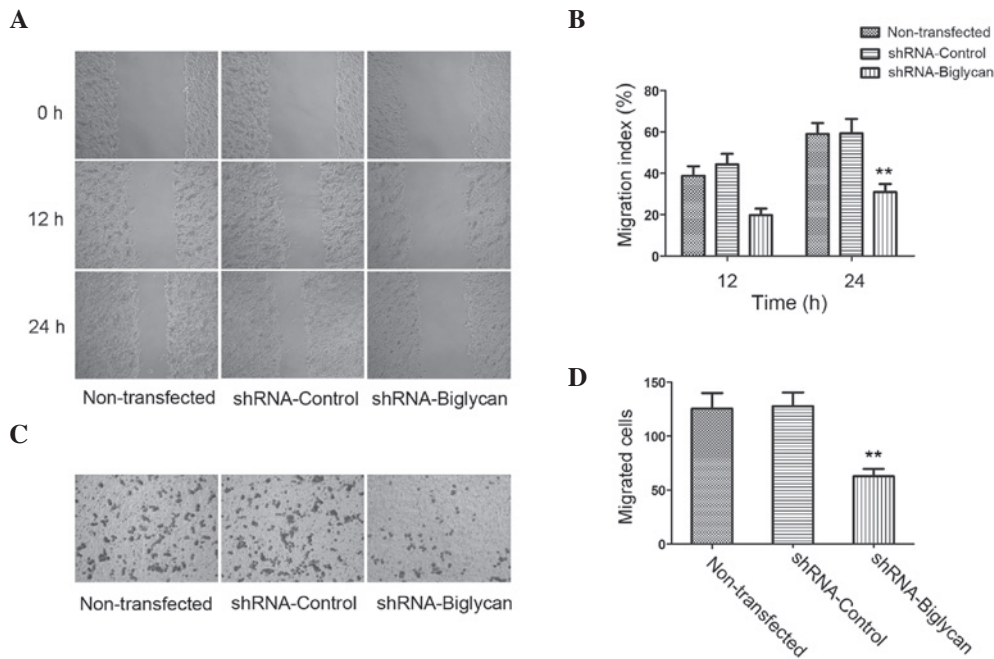 A
0 h
12 h
24 h
Non-transfected shRNA-Control shRNA-Biglycan
B
Non-transfected
shRNA-Control
shRNA-Biglycan
Migration index (%)
80
60
40
20
0
**
12 24
Time (h)
C
Non-transfected shRNA-Control shRNA-Biglycan
D
Migrated cells
150
100
50
0
**
Non-transfected
shRNA-Control
shRNA-Biglycan